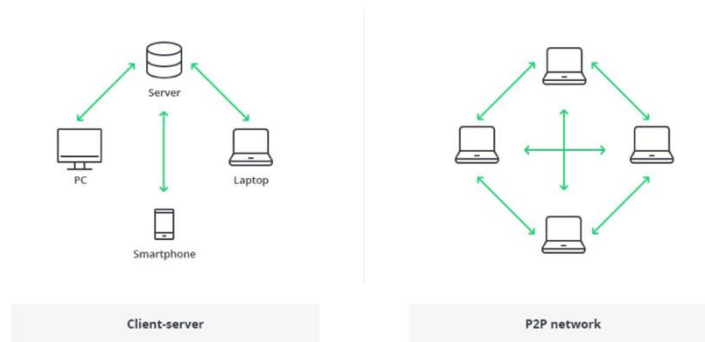 Server
PC
Laptop
Smartphone
Client-server
P2P network